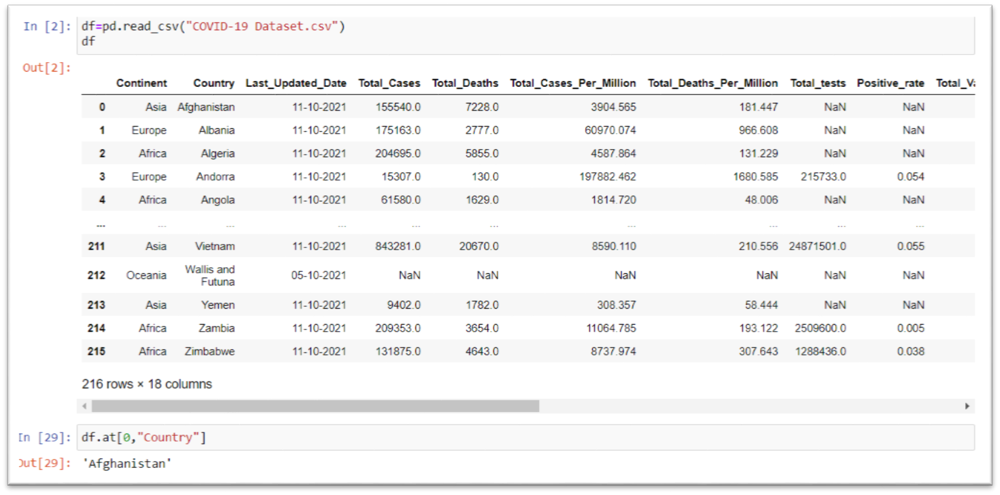 In [2]: df=pd.read_csv("COVID-19 Dataset.csv")
df
Out[2]:
Continent Country Last_Updated_Date Total_Cases Total_Deaths Total_Cases_Per_Million Total_Deaths_Per_Million Total_tests Positive_rate Total_Va
0 Asia Afghanistan 11-10-2021 155540.0 7228.0 3904.565 181.447 NaN NaN
1 Europe Albania 11-10-2021 175163.0 2777.0 60970.074 966.608 NaN NaN
2 Africa Algeria 11-10-2021 204695.0 5855.0 4587.864 131.229 NaN NaN
3 Europe Andorra 11-10-2021 15307.0 130.0 197882.462 1680.585 215733.0 0.054
4 Africa Angola 11-10-2021 61580.0 1629.0 1814.720 48.006 NaN NaN
... ... ... ... ... ... ... ... ... ...
211 Asia Vietnam 11-10-2021 843281.0 20670.0 8590.110 210.556 24871501.0 0.055
212 Oceania Wallis and Futuna 05-10-2021 NaN NaN NaN NaN NaN NaN
213 Asia Yemen 11-10-2021 9402.0 1782.0 308.357 58.444 NaN NaN
214 Africa Zambia 11-10-2021 209353.0 3654.0 11064.785 193.122 2509600.0 0.005
215 Africa Zimbabwe 11-10-2021 131875.0 4643.0 8737.974 307.643 1288436.0 0.038
216 rows × 18 columns
In [29]: df.at[0,"Country"]
Out[29]: 'Afghanistan'